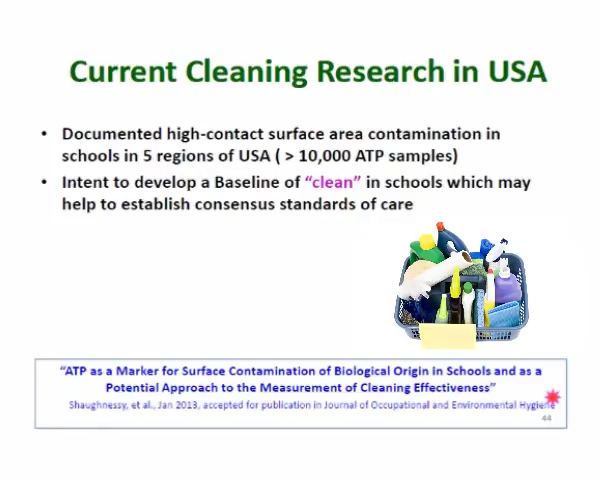 Current Cleaning Research in USA
• Documented high-contact surface area contamination in
schools in 5 regions of USA ( > 10,000 ATP samples)
• Intent to develop a Baseline of “clean” in schools which may
help to establish consensus standards of care
“ATP as a Marker for Surface Contamination of Biological Origin in Schools and as a
Potential Approach to the Measurement of Cleaning Effectiveness”
Shaughnessy, et al., Jan 2013, accepted for publication in Journal of Occupational and Environmental Hygiene
44